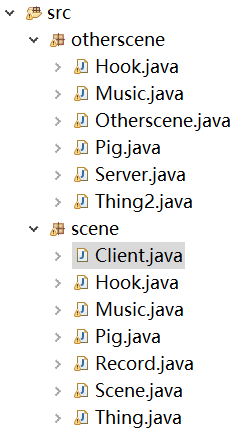 src
otherscene
Hook.java
Music.java
Otherscene.java
Pig.java
Server.java
Thing2.java
scene
Client.java
Hook.java
Music.java
Pig.java
Record.java
Scene.java
Thing.java